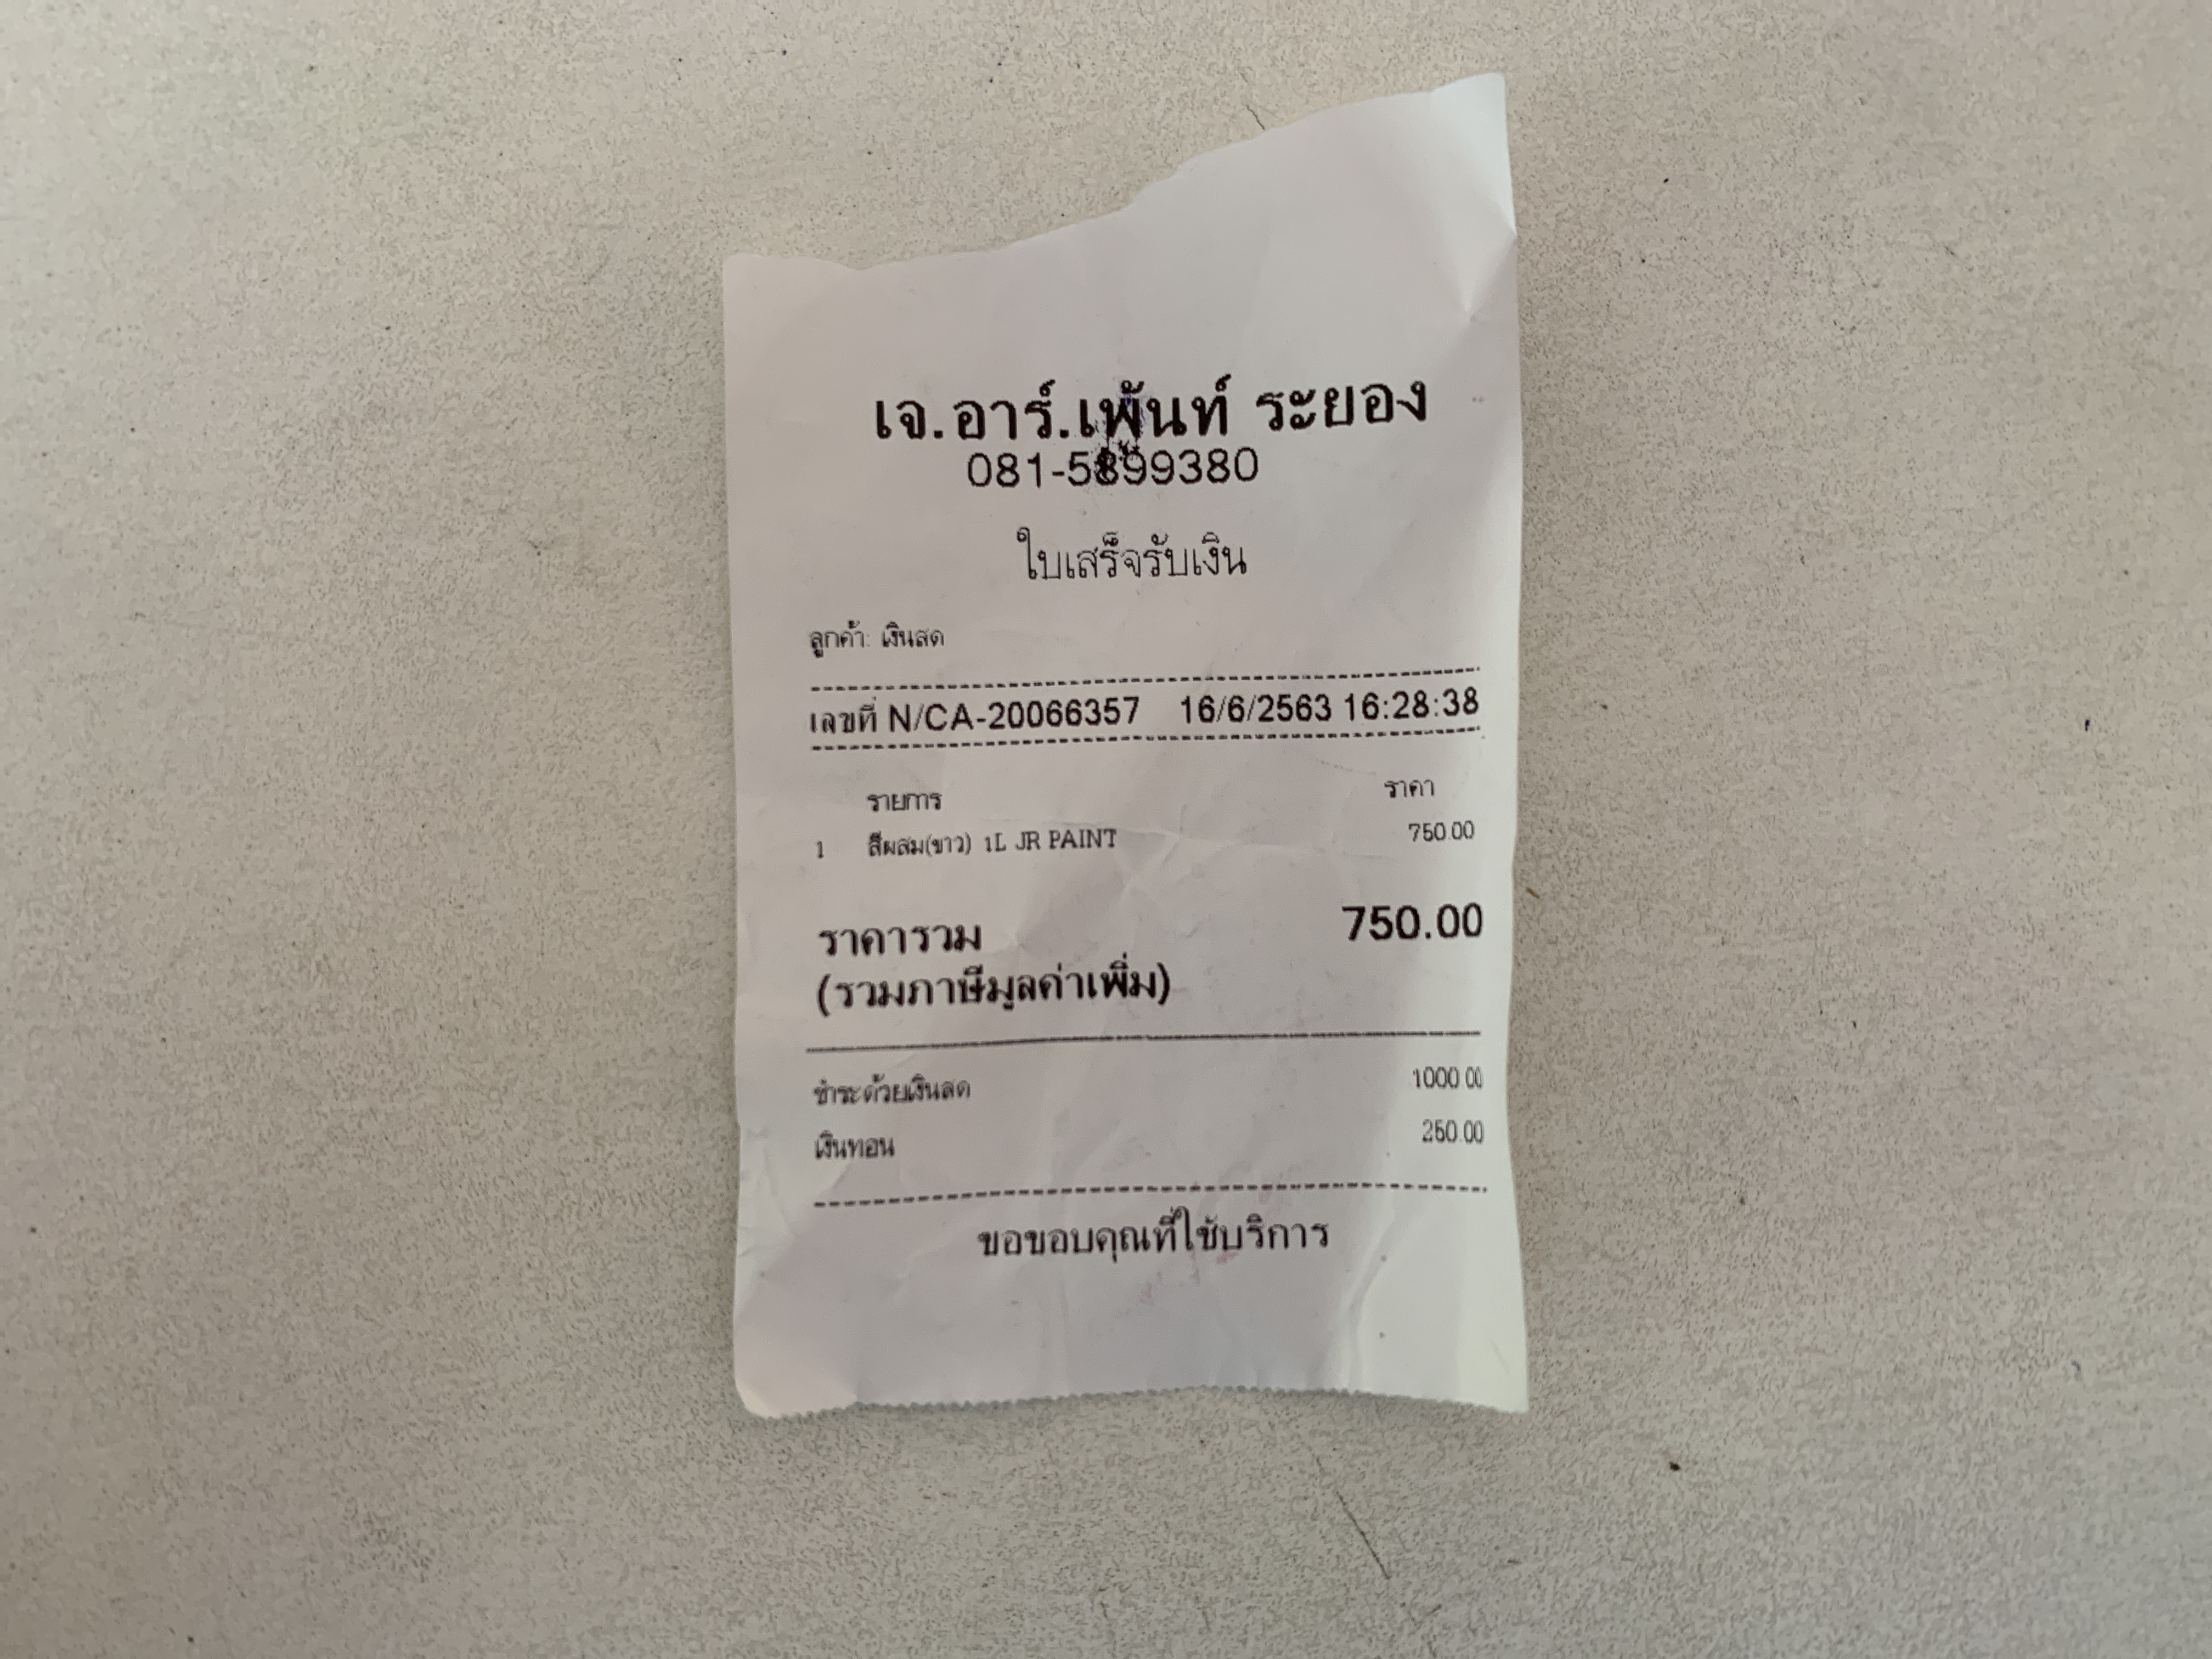 เจ.อาร์.เพ้นท์ ระยอง
081-5899380
ใบเสร็จรับเงิน
ลูกค้า: เงินสด
เลขที่ N/CA-20066357 16/6/2563 16:28:38
รายการ ราคา
1 สีผสม(ขาว) 1L JR PAINT 750.00
ราคารวม 750.00
(รวมภาษีมูลค่าเพิ่ม)
ชำระด้วยเงินสด 1000.00
เงินทอน 250.00
ขอขอบคุณที่ใช้บริการ